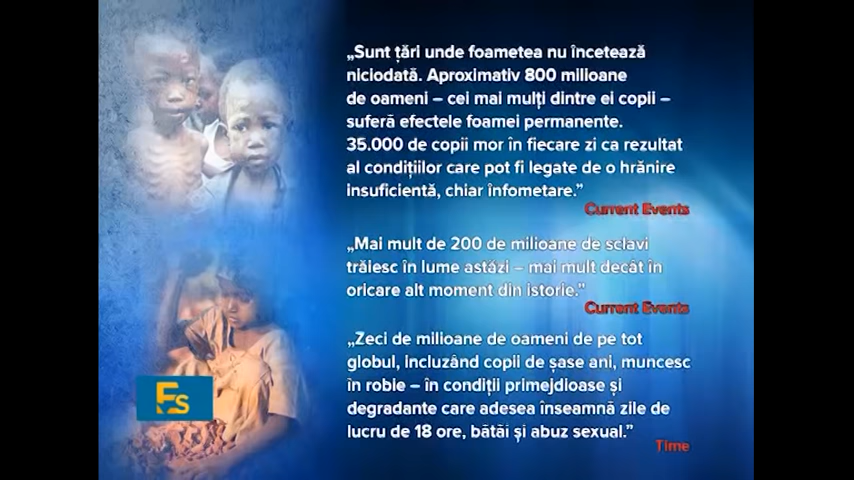 „Sunt țări unde foametea nu încetează
niciodată. Aproximativ 800 milioane
de oameni – cei mai mulți dintre ei copii –
suferă efectele foamei permanente.
35.000 de copii mor în fiecare zi ca rezultat
al condițiilor care pot fi legate de o hrănire
insuficientă, chiar înfometare.”
Current Events
„Mai mult de 200 de milioane de sclavi
trăiesc în lume astăzi – mai mult decât în
oricare alt moment din istorie.”
Current Events
„Zeci de milioane de oameni de pe tot
globul, incluzând copii de șase ani, muncesc
în robie – în condiții primejdioase și
degradante care adesea înseamnă zile de
lucru de 18 ore, bătăi și abuz sexual.”
Time
Es